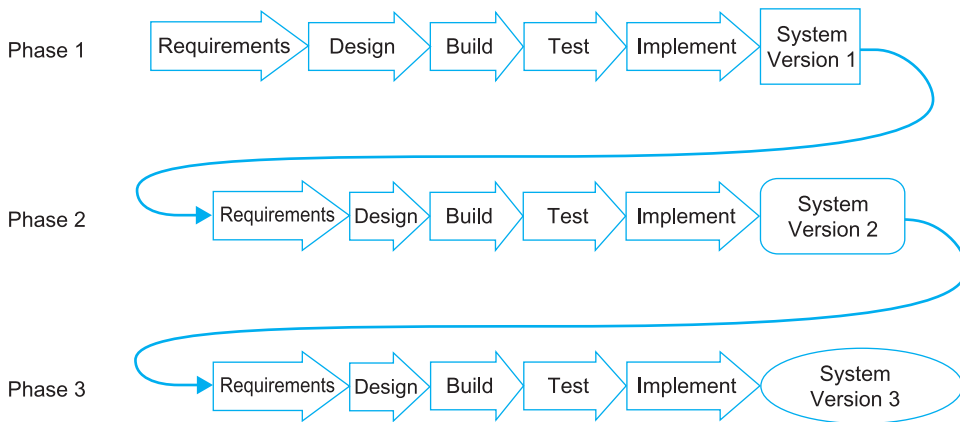 Phase 1
Requirements
Design
Build
Test
Implement
System
Version 1
Phase 2
Requirements
Design
Build
Test
Implement
System
Version 2
Phase 3
Requirements
Design
Build
Test
Implement
System
Version 3